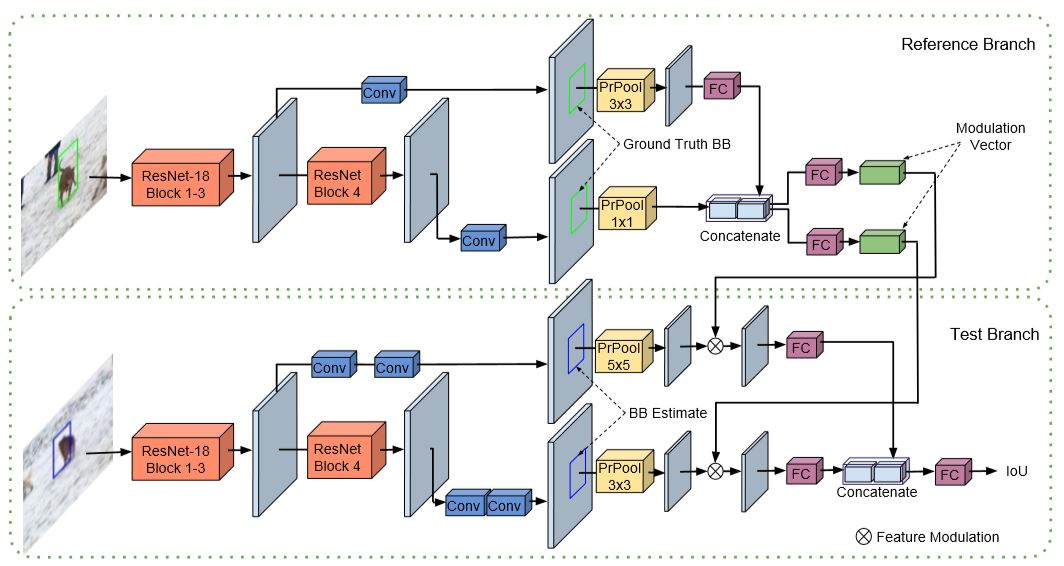 Reference Branch
Conv
PrPool
3x3
FC
Ground Truth BB
Modulation
Vector
ResNet-18
Block 1-3
ResNet
Block 4
Conv
PrPool
1x1
Concatenate
FC
FC
Test Branch
Conv
Conv
PrPool
5x5
FC
BB Estimate
ResNet-18
Block 1-3
ResNet
Block 4
Conv
Conv
PrPool
3x3
FC
Concatenate
FC
IoU
Feature Modulation